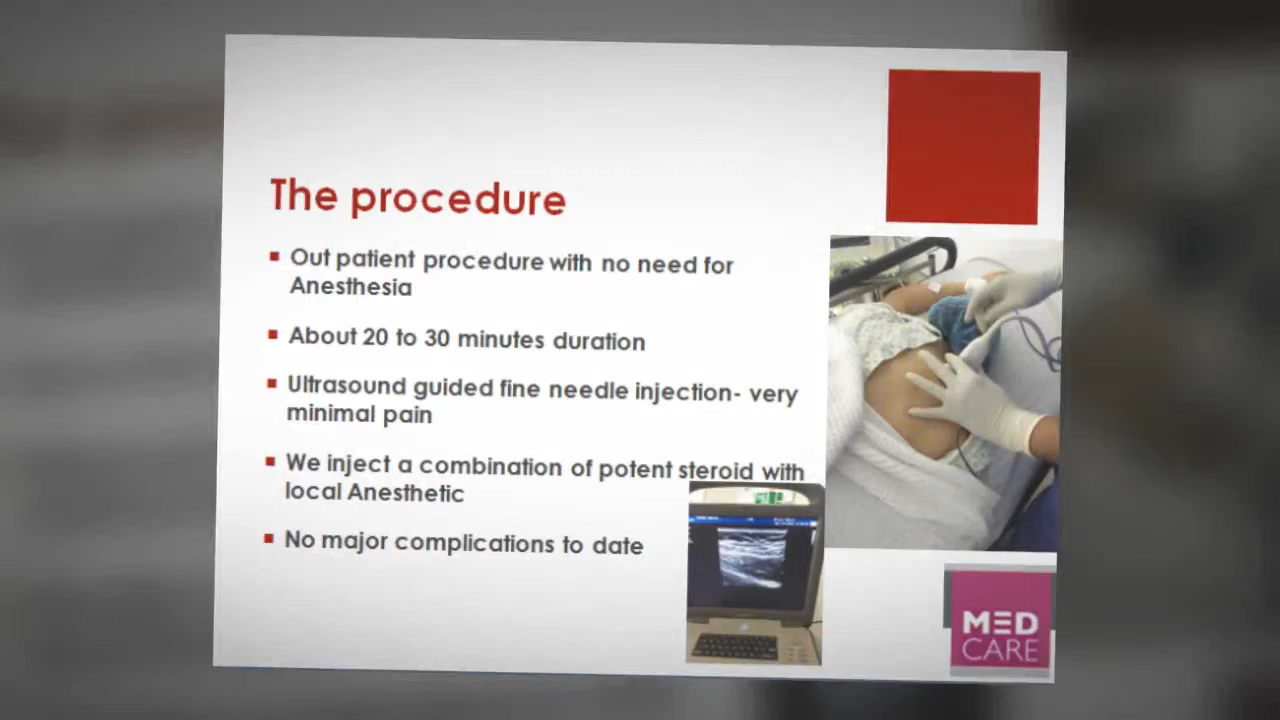 The procedure
Out patient procedure with no need for
Anesthesia
About 20 to 30 minutes duration
Ultrasound guided fine needle injection- very
minimal pain
We inject a combination of potent steroid with
local Anesthetic
No major complications to date
MED
CARE